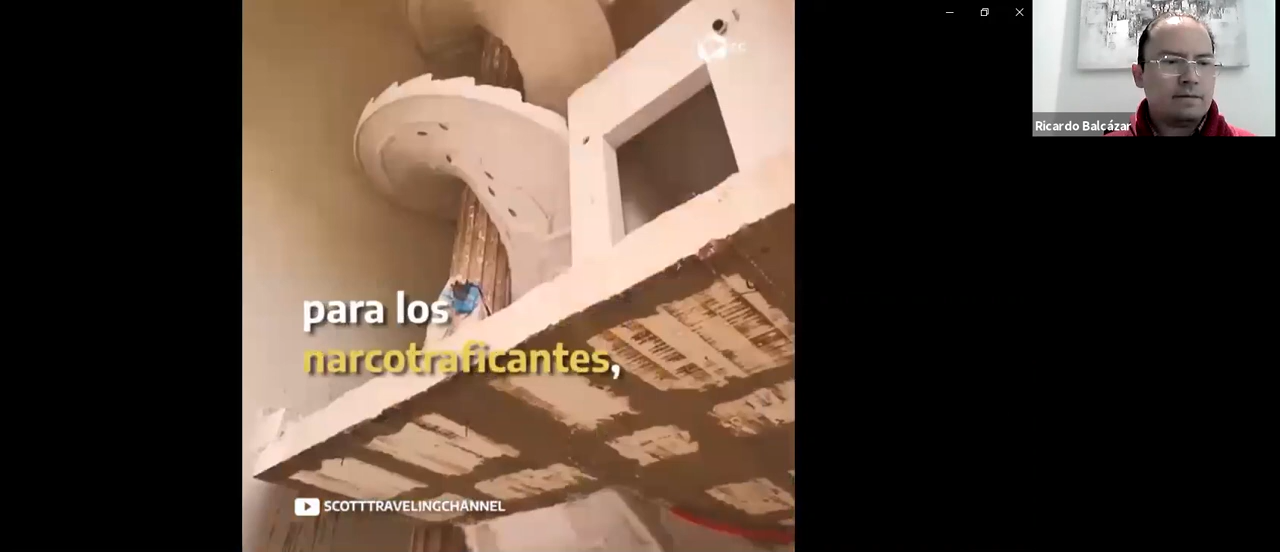 Ricardo Balcázar
para los
narcotraficantes,
SCOTTTRAVELINGCHANNEL